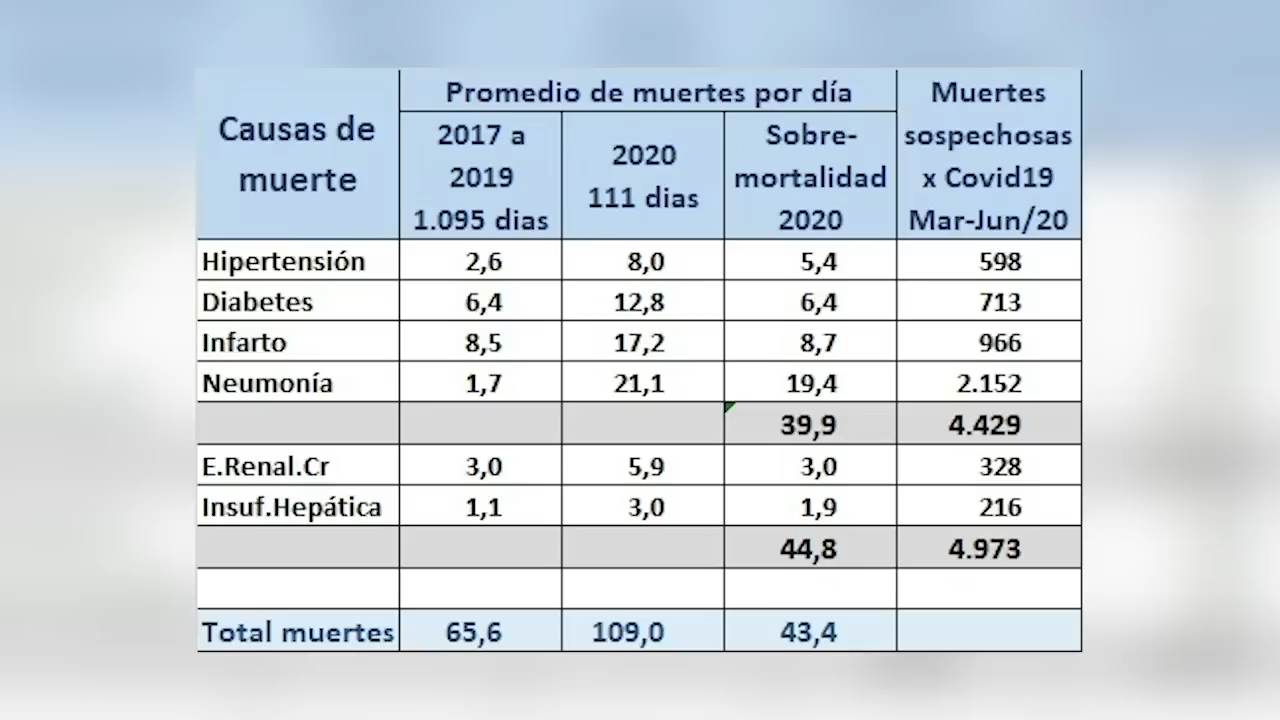 Causas de muerte | Promedio de muertes por día | Muertes sospechosas x Covid19 Mar-Jun/20
2017 a 2019 1.095 dias | 2020 111 dias | Sobre-mortalidad 2020
Hipertensión 2,6 8,0 5,4 598
Diabetes 6,4 12,8 6,4 713
Infarto 8,5 17,2 8,7 966
Neumonía 1,7 21,1 19,4 2.152
39,9 4.429
E.Renal.Cr 3,0 5,9 3,0 328
Insuf.Hepática 1,1 3,0 1,9 216
44,8 4.973
Total muertes 65,6 109,0 43,4